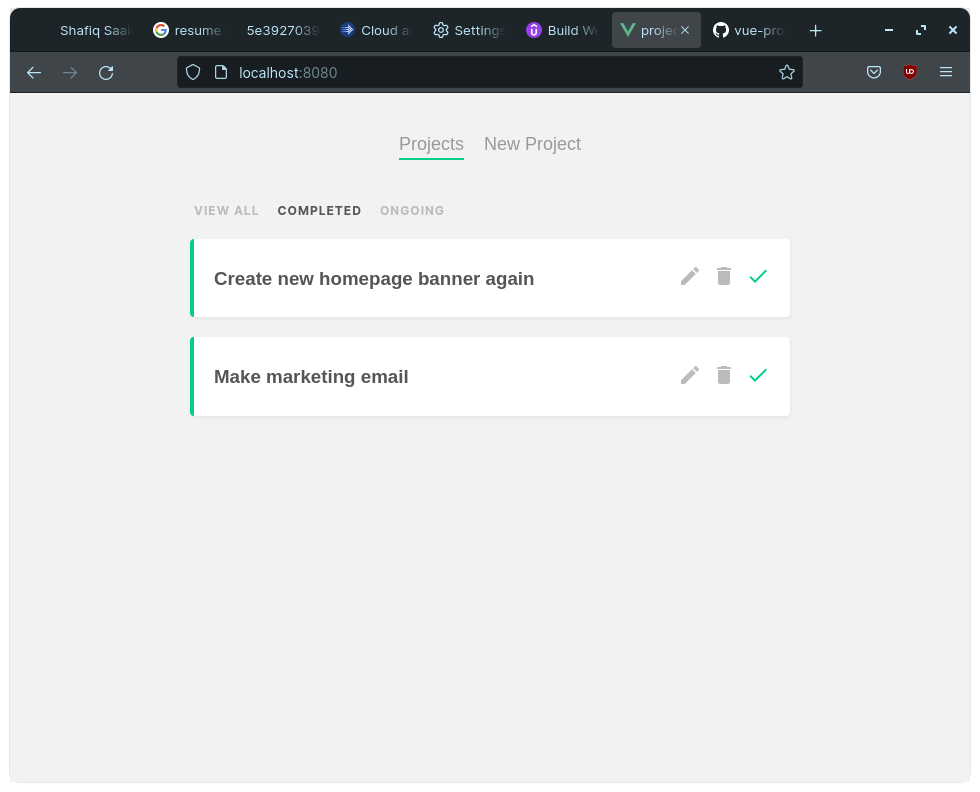 Shafiq Saa
resume
5e3927039
Cloud a
Settings
Build W
projec
vue-pro
localhost:8080
Projects New Project
VIEW ALL COMPLETED ONGOING
Create new homepage banner again
Make marketing email